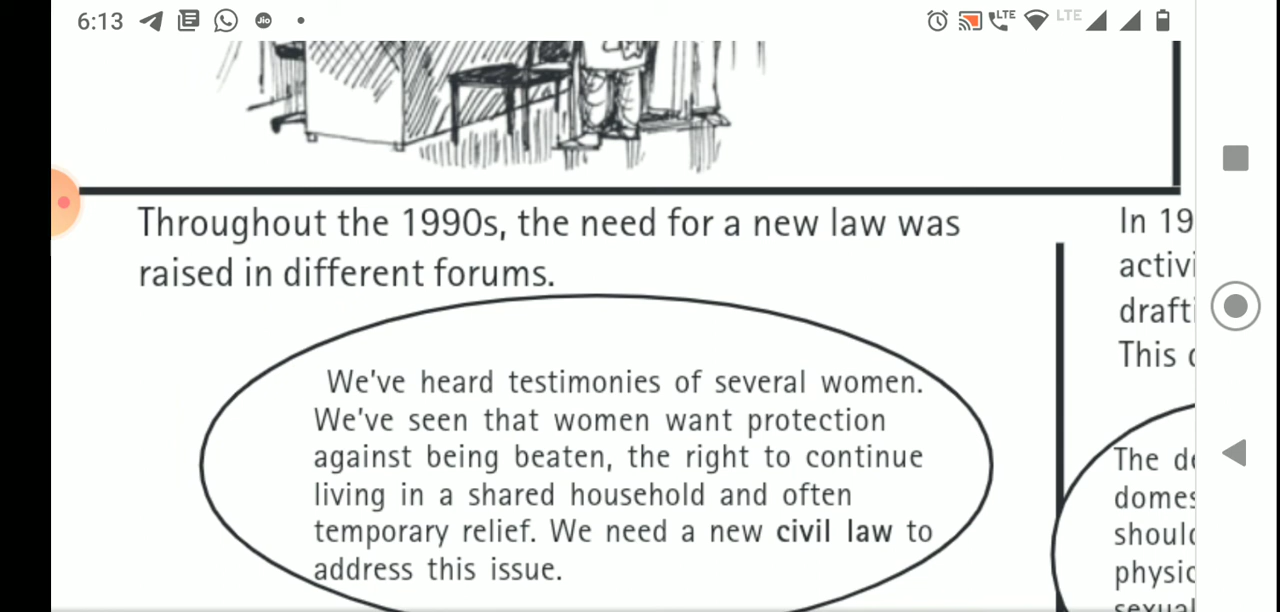 6:13
Jio
LTE
LTE
Throughout the 1990s, the need for a new law was
raised in different forums.
We've heard testimonies of several women.
We've seen that women want protection
against being beaten, the right to continue
living in a shared household and often
temporary relief. We need a new civil law to
address this issue.
In 19
activi
drafti
This
The de
domes
should
physic
sexual